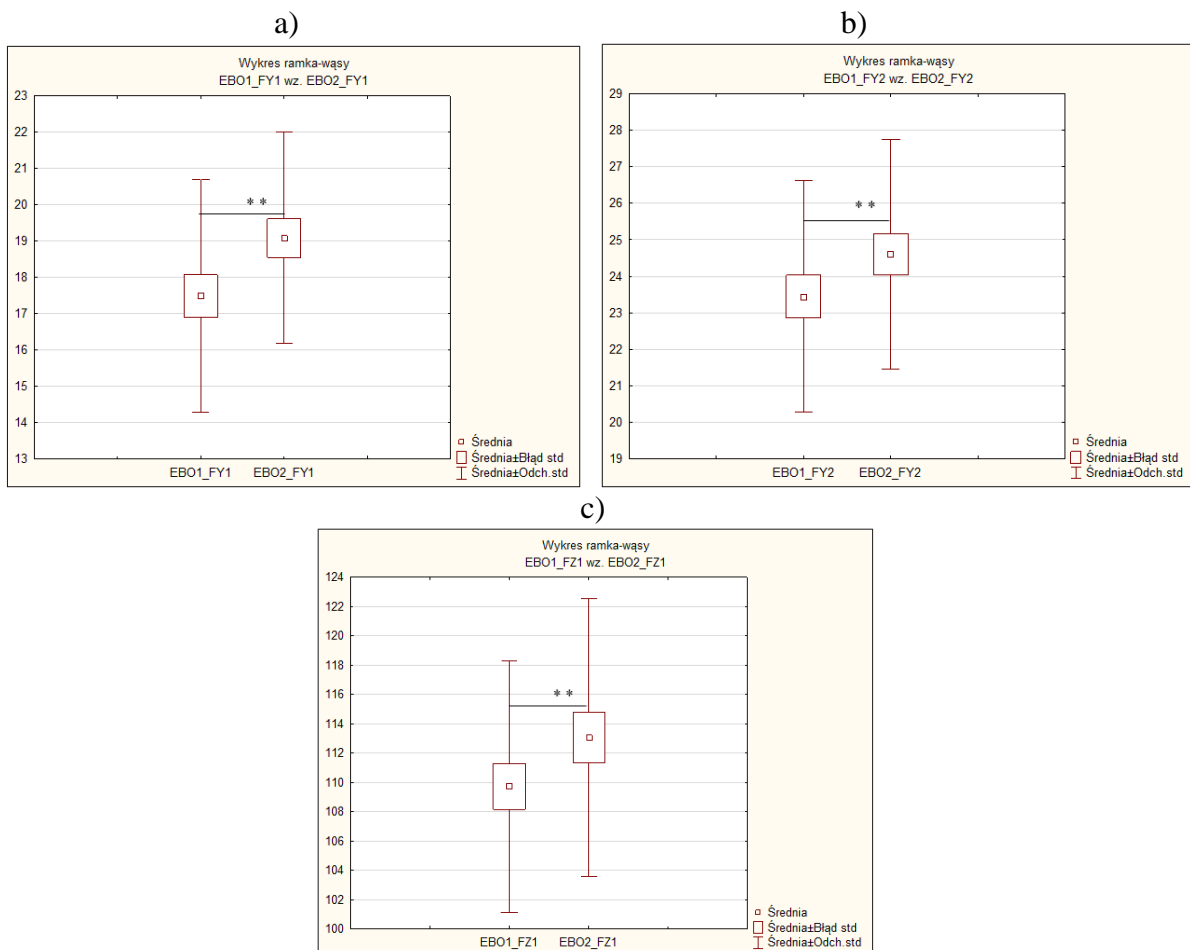 a)
Wykres ramka-wąsy
EBO1_FY1 wz. EBO2_FY1
23
22
21
20
19
18
17
16
15
14
13
* *
EBO1_FY1 EBO2_FY1
Średnia
Średnia±Błąd std
Średnia±Odch.std
b)
Wykres ramka-wąsy
EBO1_FY2 wz. EBO2_FY2
29
28
27
26
25
24
23
22
21
20
19
* *
EBO1_FY2 EBO2_FY2
Średnia
Średnia±Błąd std
Średnia±Odch.std
c)
Wykres ramka-wąsy
EBO1_FZ1 wz. EBO2_FZ1
124
122
120
118
116
114
112
110
108
106
104
102
100
* *
EBO1_FZ1 EBO2_FZ1
Średnia
Średnia±Błąd std
Średnia±Odch.std